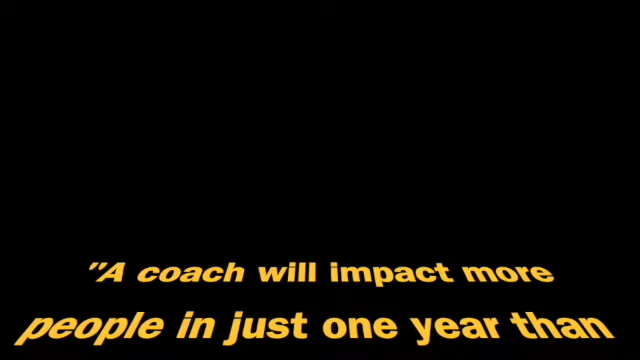 "A coach will impact more
people in just one year than